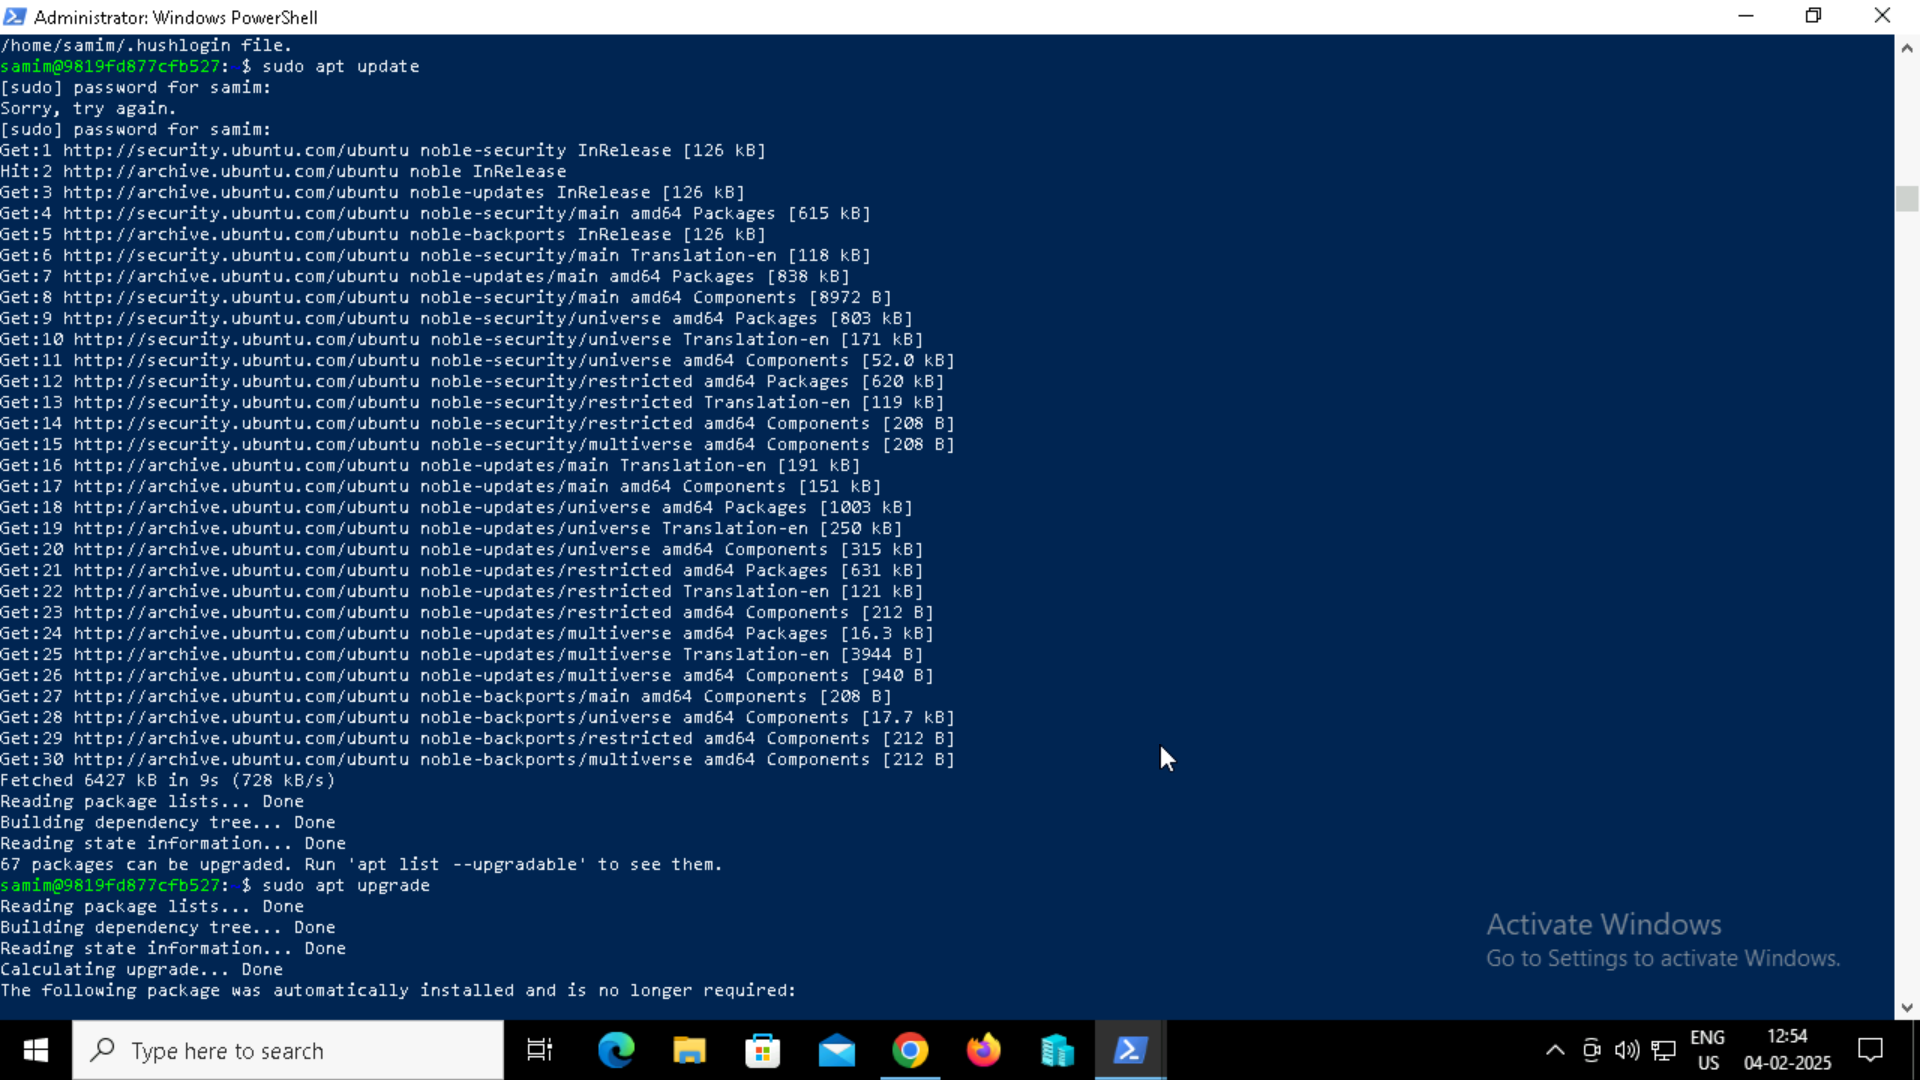 Administrator: Windows PowerShell
/home/samim/.hushlogin file.
samim@9819fd877cfb527:~$ sudo apt update
[sudo] password for samim:
Sorry, try again.
[sudo] password for samim:
Get:1 http://security.ubuntu.com/ubuntu noble-security InRelease [126 kB]
Hit:2 http://archive.ubuntu.com/ubuntu noble InRelease
Get:3 http://archive.ubuntu.com/ubuntu noble-updates InRelease [126 kB]
Get:4 http://security.ubuntu.com/ubuntu noble-security/main amd64 Packages [615 kB]
Get:5 http://archive.ubuntu.com/ubuntu noble-backports InRelease [126 kB]
Get:6 http://security.ubuntu.com/ubuntu noble-security/main Translation-en [118 kB]
Get:7 http://archive.ubuntu.com/ubuntu noble-updates/main amd64 Packages [838 kB]
Get:8 http://security.ubuntu.com/ubuntu noble-security/main amd64 Components [8972 B]
Get:9 http://security.ubuntu.com/ubuntu noble-security/universe amd64 Packages [803 kB]
Get:10 http://security.ubuntu.com/ubuntu noble-security/universe Translation-en [171 kB]
Get:11 http://security.ubuntu.com/ubuntu noble-security/universe amd64 Components [52.0 kB]
Get:12 http://security.ubuntu.com/ubuntu noble-security/restricted amd64 Packages [620 kB]
Get:13 http://security.ubuntu.com/ubuntu noble-security/restricted Translation-en [119 kB]
Get:14 http://security.ubuntu.com/ubuntu noble-security/restricted amd64 Components [208 B]
Get:15 http://security.ubuntu.com/ubuntu noble-security/multiverse amd64 Components [208 B]
Get:16 http://archive.ubuntu.com/ubuntu noble-updates/main Translation-en [191 kB]
Get:17 http://archive.ubuntu.com/ubuntu noble-updates/main amd64 Components [151 kB]
Get:18 http://archive.ubuntu.com/ubuntu noble-updates/universe amd64 Packages [1003 kB]
Get:19 http://archive.ubuntu.com/ubuntu noble-updates/universe Translation-en [250 kB]
Get:20 http://archive.ubuntu.com/ubuntu noble-updates/universe amd64 Components [315 kB]
Get:21 http://archive.ubuntu.com/ubuntu noble-updates/restricted amd64 Packages [631 kB]
Get:22 http://archive.ubuntu.com/ubuntu noble-updates/restricted Translation-en [121 kB]
Get:23 http://archive.ubuntu.com/ubuntu noble-updates/restricted amd64 Components [212 B]
Get:24 http://archive.ubuntu.com/ubuntu noble-updates/multiverse amd64 Packages [16.3 kB]
Get:25 http://archive.ubuntu.com/ubuntu noble-updates/multiverse Translation-en [3944 B]
Get:26 http://archive.ubuntu.com/ubuntu noble-updates/multiverse amd64 Components [940 B]
Get:27 http://archive.ubuntu.com/ubuntu noble-backports/main amd64 Components [208 B]
Get:28 http://archive.ubuntu.com/ubuntu noble-backports/universe amd64 Components [17.7 kB]
Get:29 http://archive.ubuntu.com/ubuntu noble-backports/restricted amd64 Components [212 B]
Get:30 http://archive.ubuntu.com/ubuntu noble-backports/multiverse amd64 Components [212 B]
Fetched 6427 kB in 9s (728 kB/s)
Reading package lists... Done
Building dependency tree... Done
Reading state information... Done
67 packages can be upgraded. Run 'apt list --upgradable' to see them.
samim@9819fd877cfb527:~$ sudo apt upgrade
Reading package lists... Done
Building dependency tree... Done
Reading state information... Done
Calculating upgrade... Done
The following package was automatically installed and is no longer required:
Activate Windows
Go to Settings to activate Windows.
Type here to search
ENG
US
12:54
04-02-2025